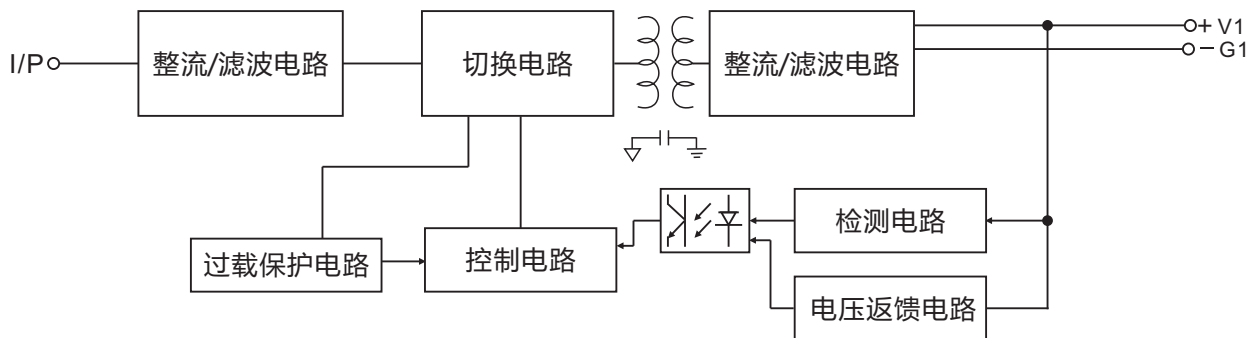 I/P
整流/滤波电路
切换电路
整流/滤波电路
+ V1
- G1
检测电路
过载保护电路
控制电路
电压返馈电路